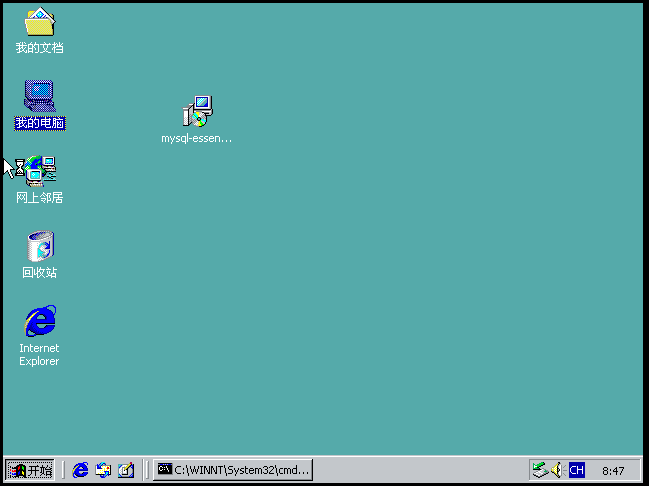 我的文档
我的电脑
mysql-essen...
网上邻居
回收站
Internet
Explorer
开始
C:\WINNT\System32\cmd...
CH
8:47